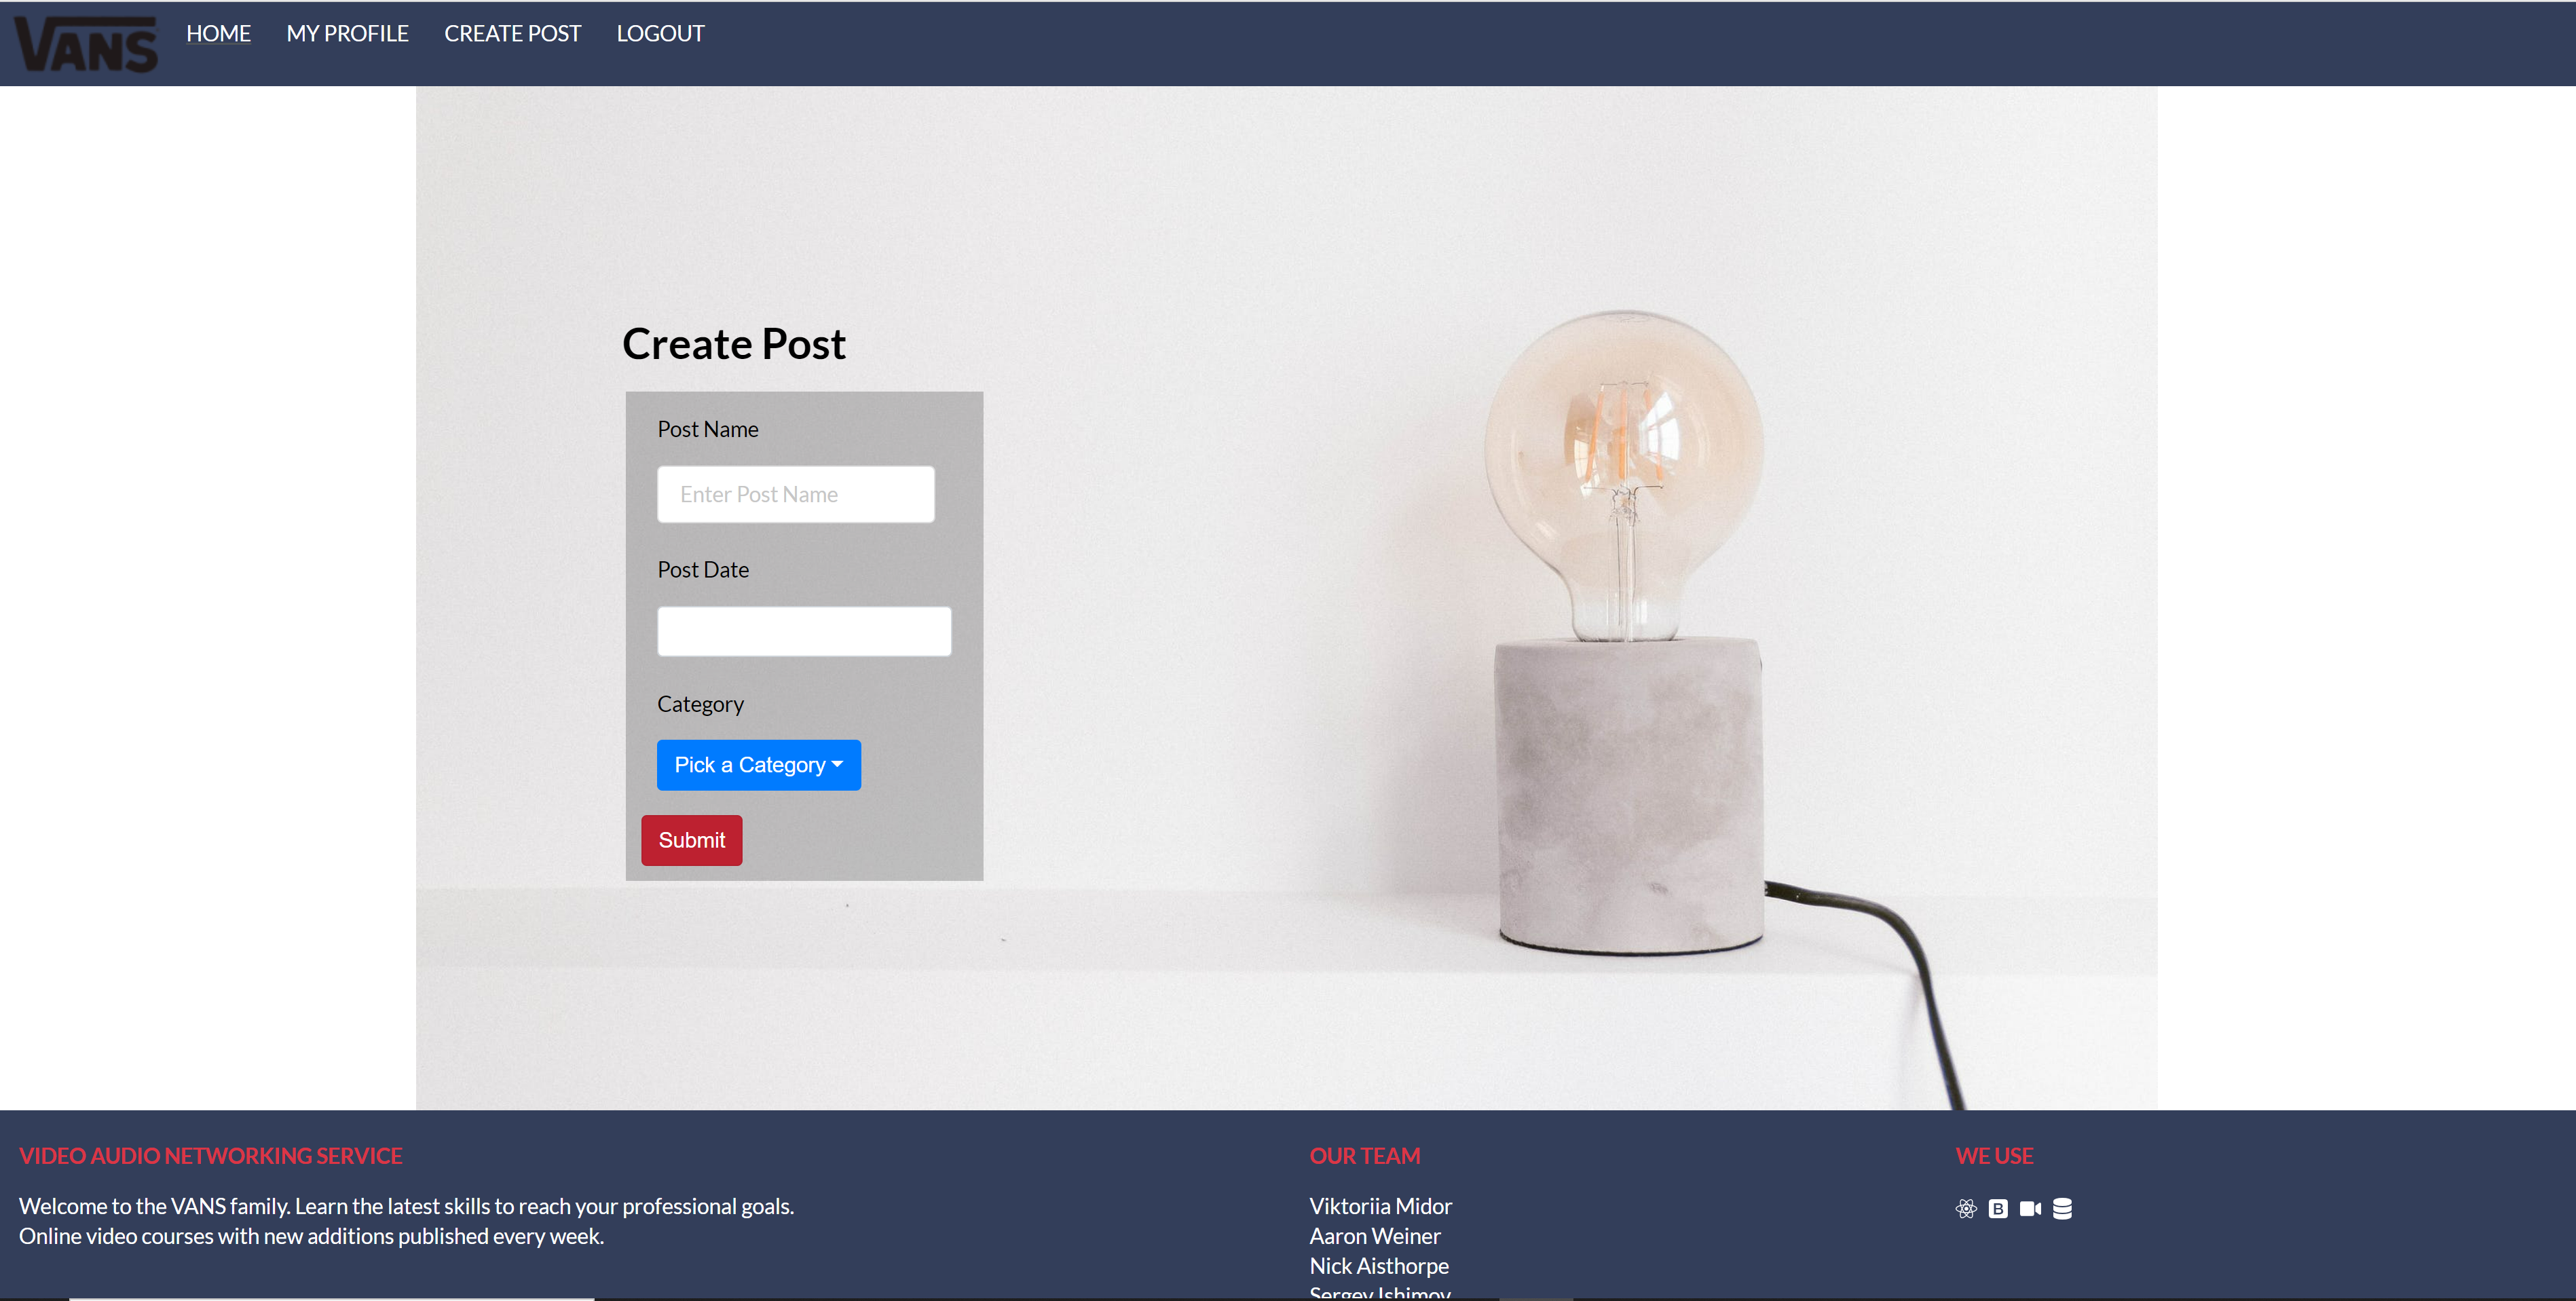 VANS
HOME MY PROFILE CREATE POST LOGOUT
Create Post
Post Name
Enter Post Name
Post Date
Category
Pick a Category
Submit
VIDEO AUDIO NETWORKING SERVICE
Welcome to the VANS family. Learn the latest skills to reach your professional goals.
Online video courses with new additions published every week.
OUR TEAM
Viktoriia Midor
Aaron Weiner
Nick Aisthorpe
Sergey Ishimov
WE USE
B